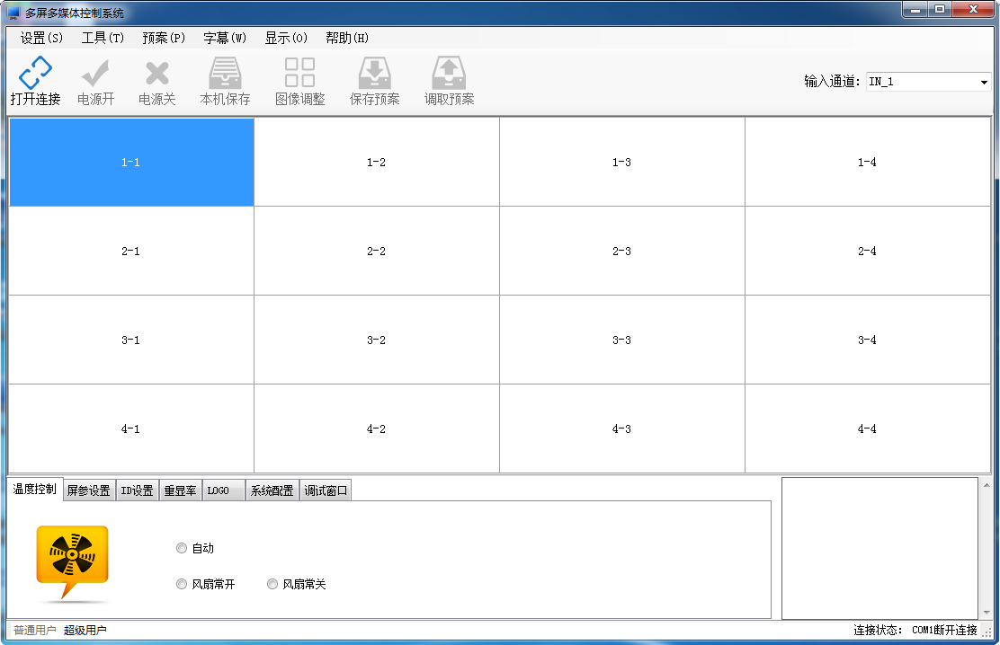 多屏多媒体控制系统
设置(S) 工具(T) 预案(P) 字幕(W) 显示(O) 帮助(H)
打开连接 电源开 电源关 本机保存 图像调整 保存预案 调取预案 输入通道: IN_1
1-1 1-2 1-3 1-4
2-1 2-2 2-3 2-4
3-1 3-2 3-3 3-4
4-1 4-2 4-3 4-4
温度控制 屏参设置 ID设置 重显率 LOGO 系统配置 调试窗口
自动
风扇常开 风扇常关
普通用户 超级用户 连接状态: COM1断开连接